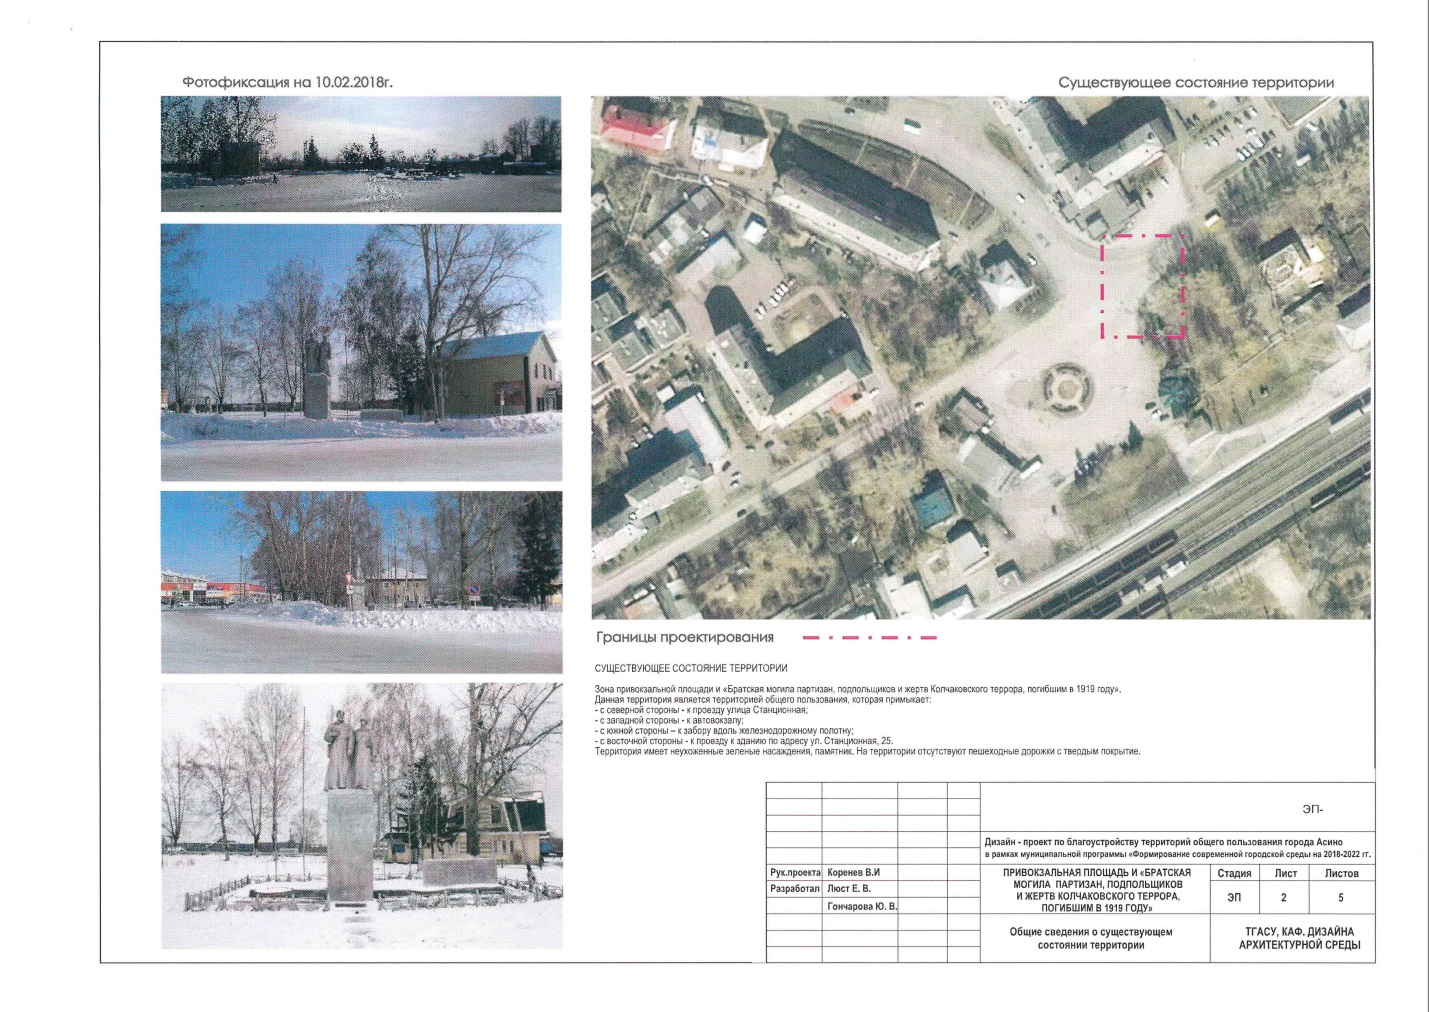 Фотофиксация на 10.02.2018г.
Существующее состояние территории
Границы проектирования
СУЩЕСТВУЮЩЕЕ СОСТОЯНИЕ ТЕРРИТОРИИ
Зона привокзальной площади и «Братская могила партизан, подпольщиков и жертв Колчаковского террора, погибшим в 1919 году».
Данная территория является территорией общего пользования, которая примыкает:
- с северной стороны - к проезду улица Станционная;
- с западной стороны - к автовокзалу;
- с южной стороны – к забору вдоль железнодорожному полотну;
- с восточной стороны - к проезду к зданию по адресу ул. Станционная, 25.
Территория имеет неухоженные зеленые насаждения, памятник. На территории отсутствуют пешеходные дорожки с твердым покрытие.
ЭП-
Дизайн - проект по благоустройству территорий общего пользования города Асино
в рамках муниципальной программы «Формирование современной городской среды на 2018-2022 гг.
Рук.проекта Коренев В.И
Разработал Люст Е. В.
Гончарова Ю. В.
ПРИВОКЗАЛЬНАЯ ПЛОЩАДЬ И «БРАТСКАЯ
МОГИЛА ПАРТИЗАН, ПОДПОЛЬЩИКОВ
И ЖЕРТВ КОЛЧАКОВСКОГО ТЕРРОРА,
ПОГИБШИМ В 1919 ГОДУ»
Стадия Лист Листов
ЭП 2 5
Общие сведения о существующем
состоянии территории
ТГАСУ, КАФ. ДИЗАЙНА
АРХИТЕКТУРНОЙ СРЕДЫ